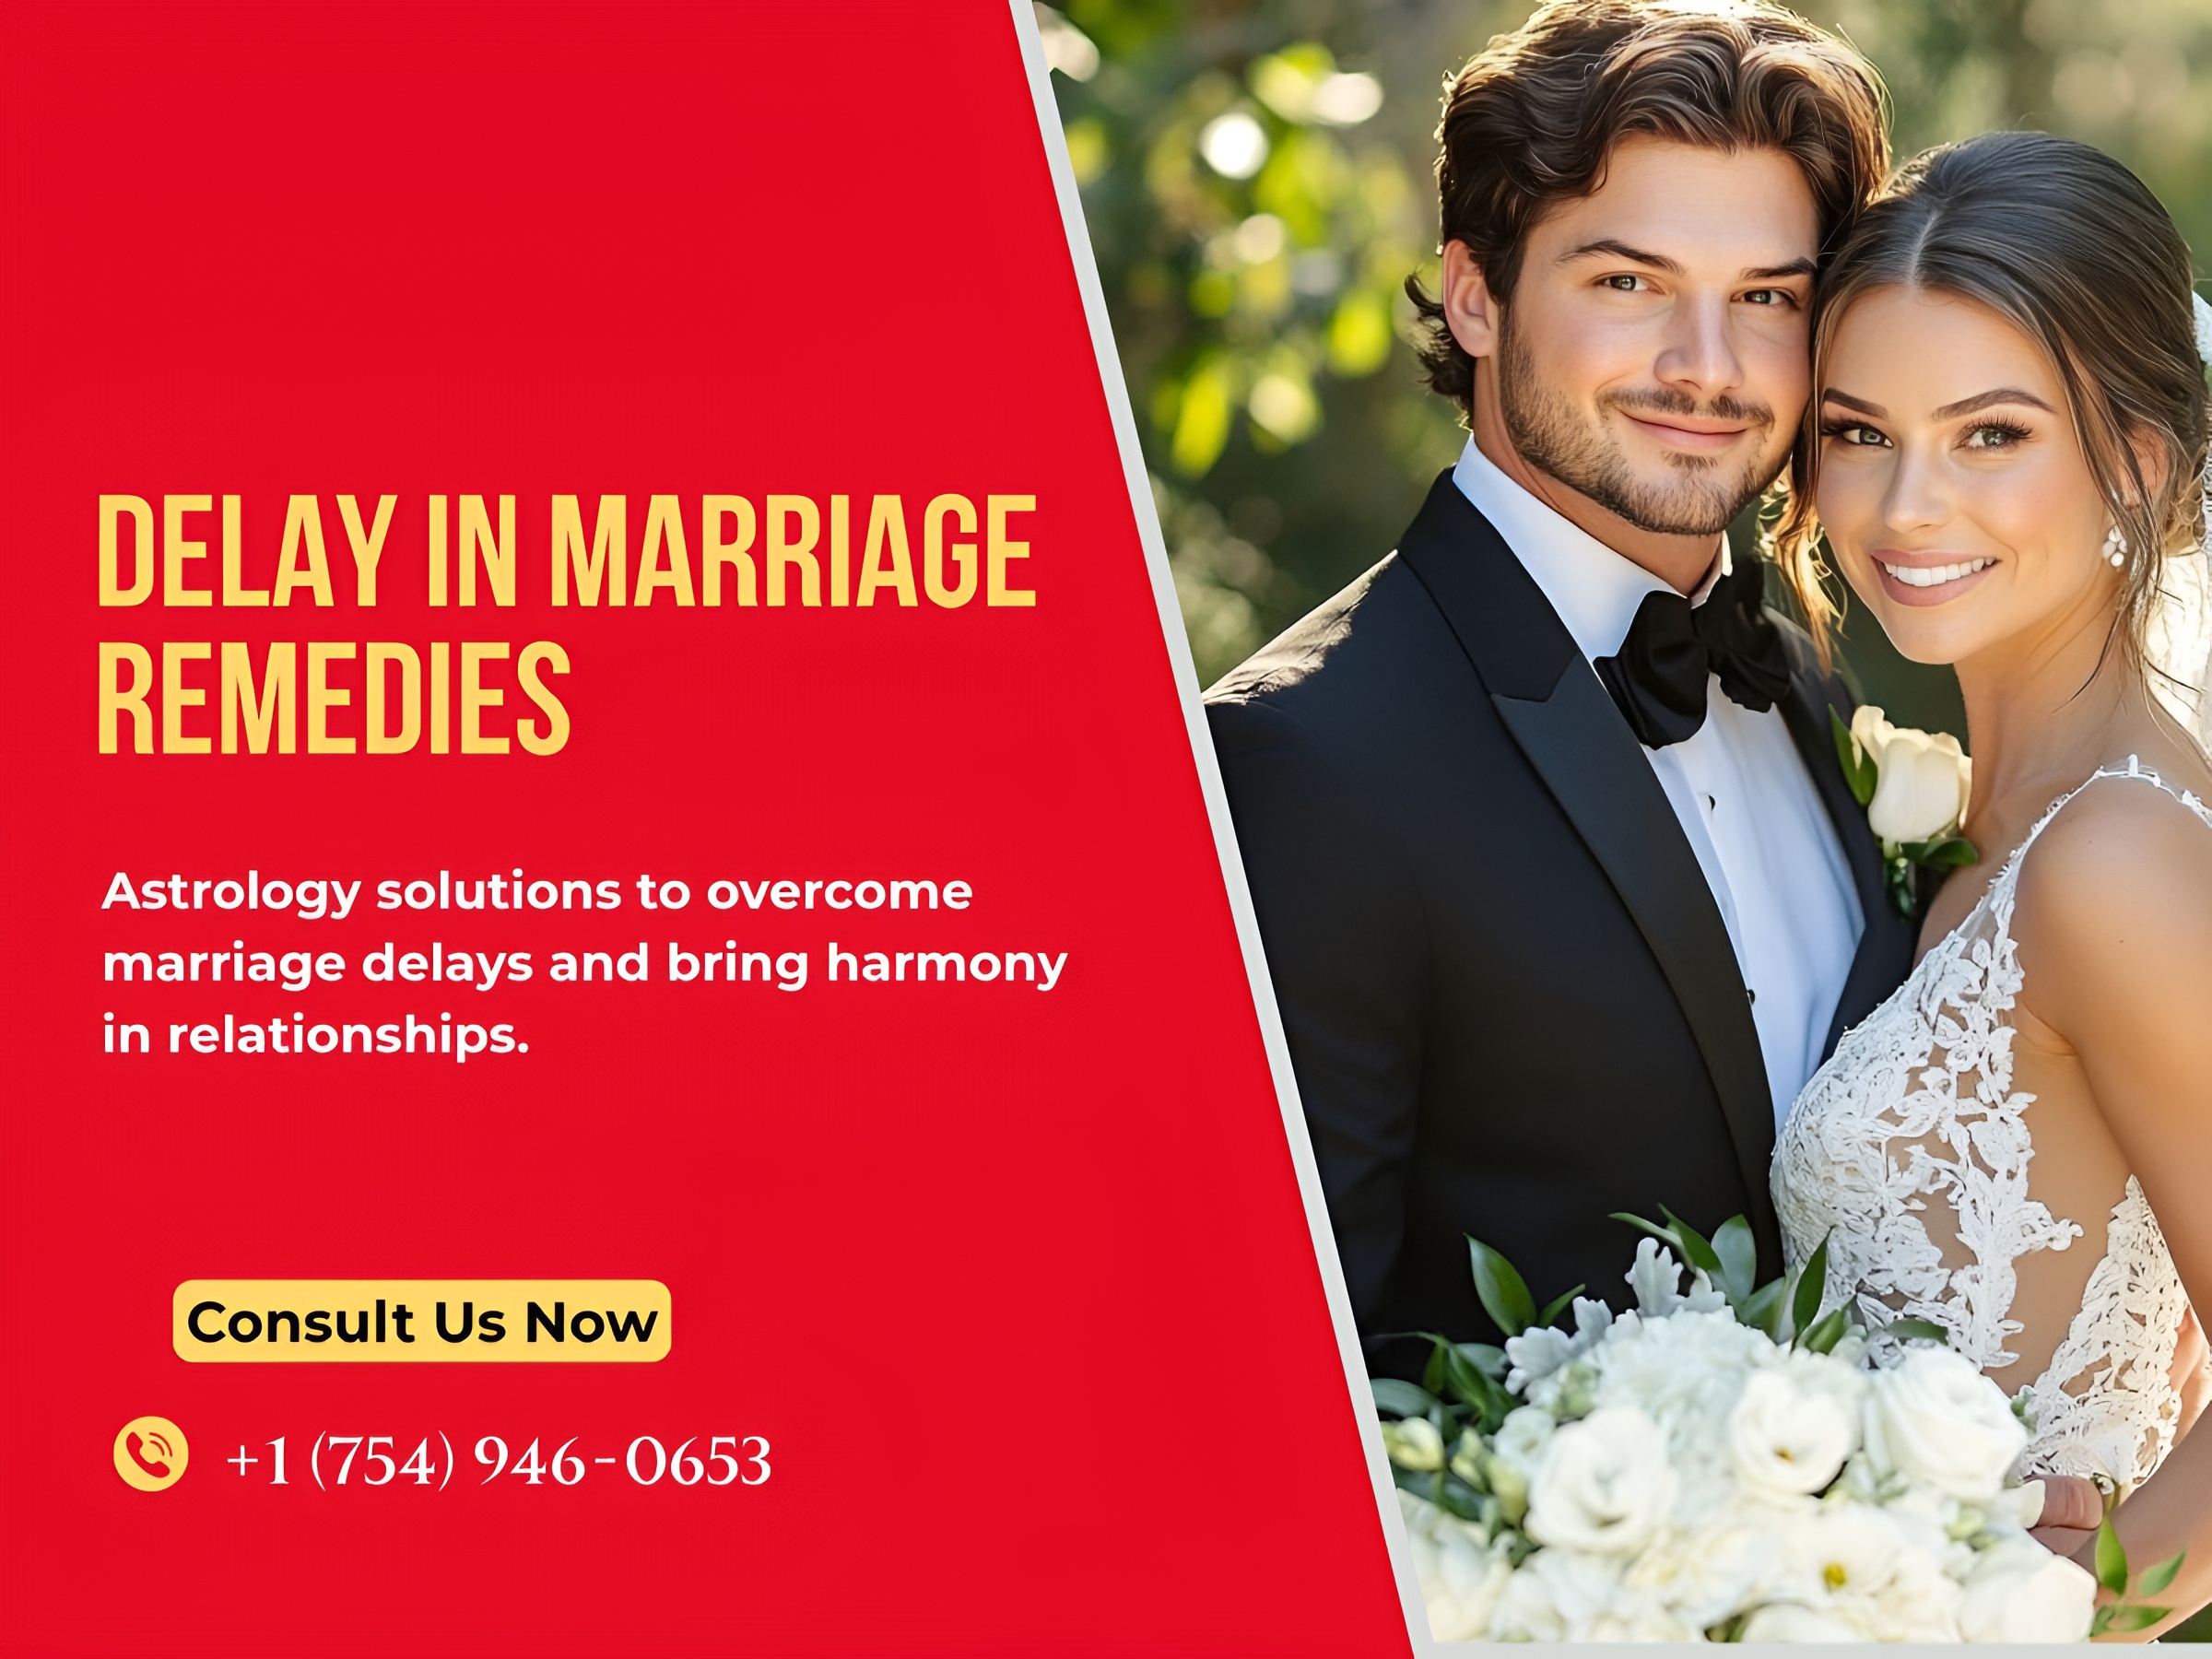 DELAY IN MARRIAGE
REMEDIES
Astrology solutions to overcome
marriage delays and bring harmony
in relationships.
Consult Us Now
+1 (754) 946-0653